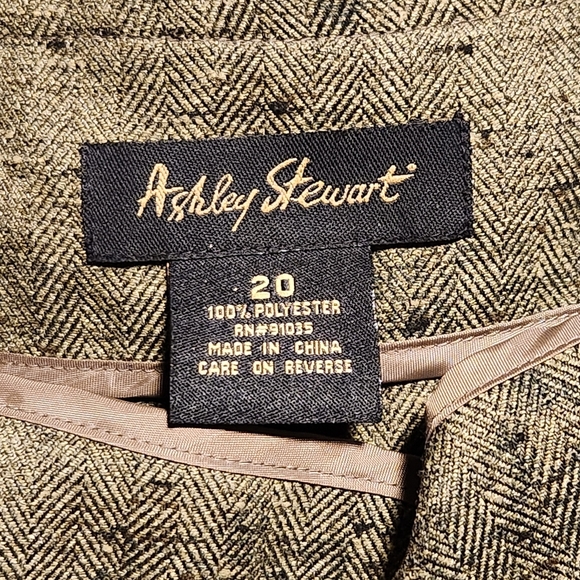 Ashley Stewart
20
100% POLYESTER
RN#91035
MADE IN CHINA
CARE ON REVERSE